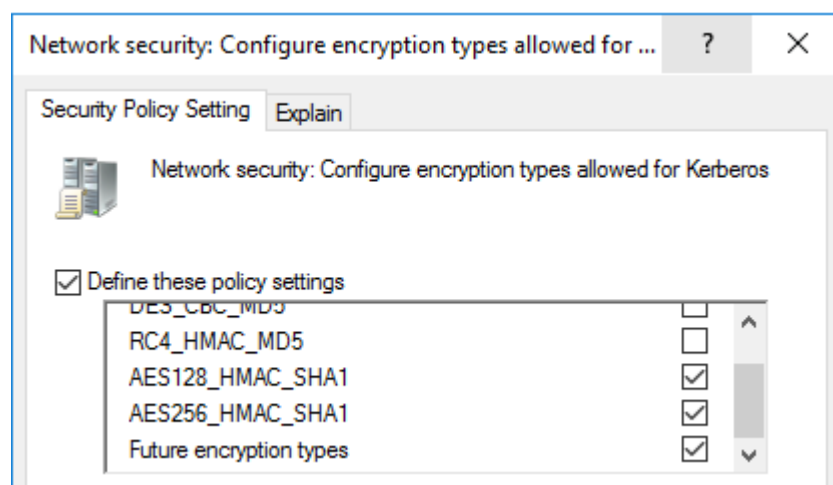 Network security: Configure encryption types allowed for ... ? X
Security Policy Setting Explain
Network security: Configure encryption types allowed for Kerberos
Define these policy settings
DES_CBC_MD5
RC4_HMAC_MD5
AES128_HMAC_SHA1
AES256_HMAC_SHA1
Future encryption types